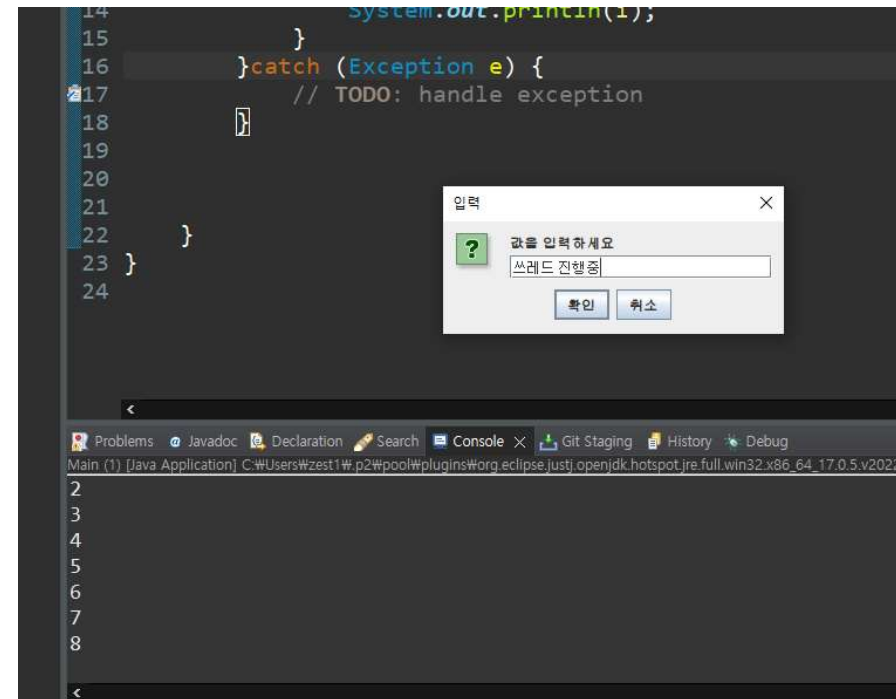 14 System.out.println(i);
15 }
16 }catch (Exception e) {
17 // TODO: handle exception
18 }
19
20
21
22 }
23 }
24
입력
값을 입력하세요
쓰레드 진행중
확인 취소
Problems Javadoc Declaration Search Console Git Staging History Debug
Main (1) [Java Application] C:₩Users₩zest1₩.p2₩pool₩plugins₩org.eclipse.justj.openjdk.hotspot.jre.full.win32.x86_64_17.0.5.v2022
2
3
4
5
6
7
8